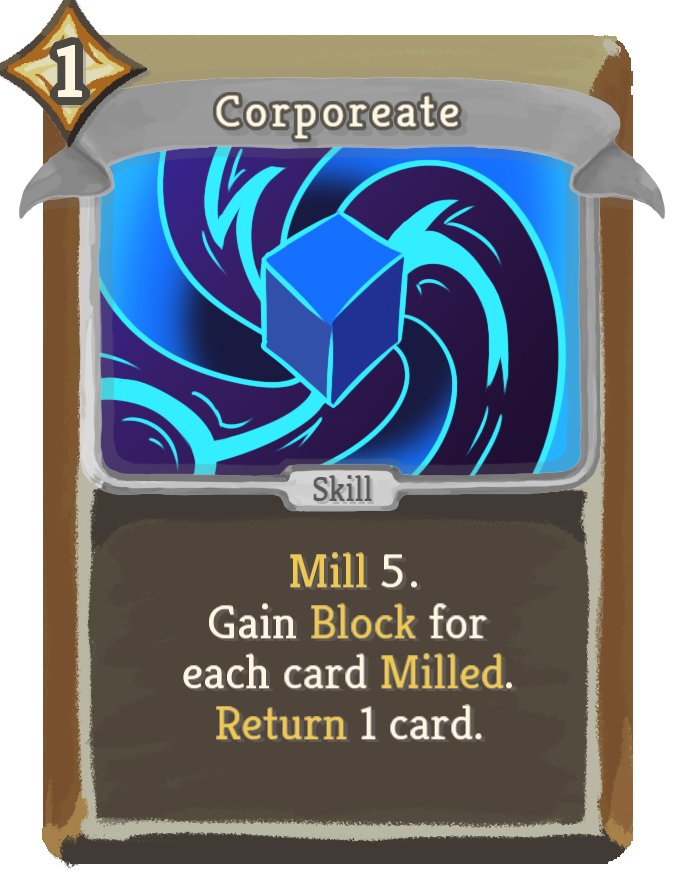 1
Corporeate
Skill
Mill 5.
Gain Block for
each card Milled.
Return 1 card.